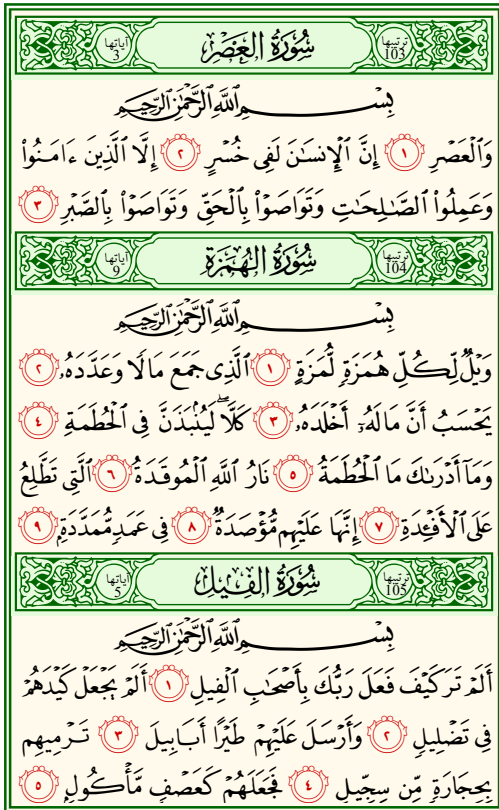 ترتيبها 103 سُورَةُ العَصْرِ آياتها 3
بِسْمِ ٱللَّهِ ٱلرَّحْمَٰنِ ٱلرَّحِيمِ
وَٱلْعَصْرِ ١ إِنَّ ٱلْإِنسَٰنَ لَفِى خُسْرٍ ٢ إِلَّا ٱلَّذِينَ ءَامَنُوا۟
وَعَمِلُوا۟ ٱلصَّٰلِحَٰتِ وَتَوَاصَوْا۟ بِٱلْحَقِّ وَتَوَاصَوْا۟ بِٱلصَّبْرِ ٣
ترتيبها 104 سُورَةُ الهُمَزَةِ آياتها 9
بِسْمِ ٱللَّهِ ٱلرَّحْمَٰنِ ٱلرَّحِيمِ
وَيْلٌ لِّكُلِّ هُمَزَةٍ لُّمَزَةٍ ١ ٱلَّذِى جَمَعَ مَالًا وَعَدَّدَهُۥ ٢
يَحْسَبُ أَنَّ مَالَهُۥٓ أَخْلَدَهُۥ ٣ كَلَّا ۖ لَيُنۢبَذَنَّ فِى ٱلْحُطَمَةِ ٤
وَمَآ أَدْرَىٰكَ مَا ٱلْحُطَمَةُ ٥ نَارُ ٱللَّهِ ٱلْمُوقَدَةُ ٦ ٱلَّتِى تَطَّلِعُ
عَلَى ٱلْأَفْـِٔدَةِ ٧ إِنَّهَا عَلَيْهِم مُّؤْصَدَةٌ ٨ فِى عَمَدٍ مُّمَدَّدَةٍۭ ٩
ترتيبها 105 سُورَةُ الفِيلِ آياتها 5
بِسْمِ ٱللَّهِ ٱلرَّحْمَٰنِ ٱلرَّحِيمِ
أَلَمْ تَرَ كَيْفَ فَعَلَ رَبُّكَ بِأَصْحَٰبِ ٱلْفِيلِ ١ أَلَمْ يَجْعَلْ كَيْدَهُمْ
فِى تَضْلِيلٍ ٢ وَأَرْسَلَ عَلَيْهِمْ طَيْرًا أَبَابِيلَ ٣ تَرْمِيهِم
بِحِجَارَةٍ مِّن سِجِّيلٍ ٤ فَجَعَلَهُمْ كَعَصْفٍ مَّأْكُولٍۭ ٥